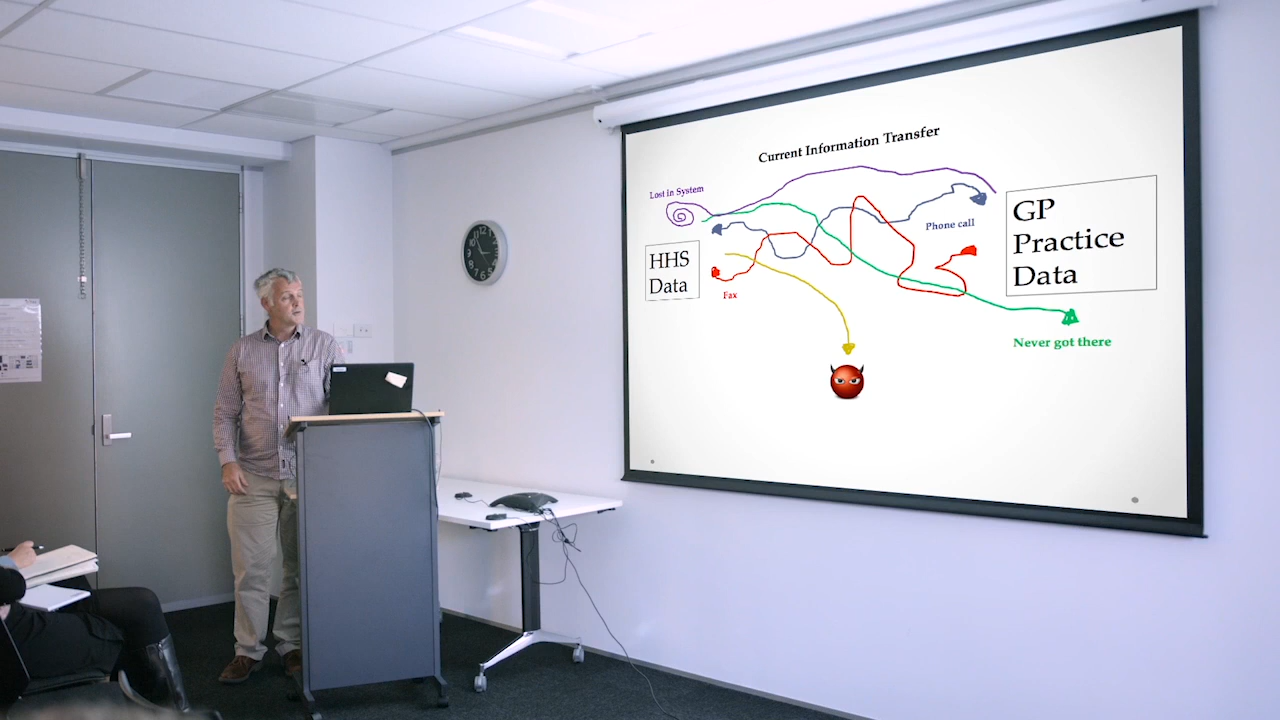 Current Information Transfer
Lost in System
Phone call
GP
Practice
Data
HHS
Data
Fax
Never got there